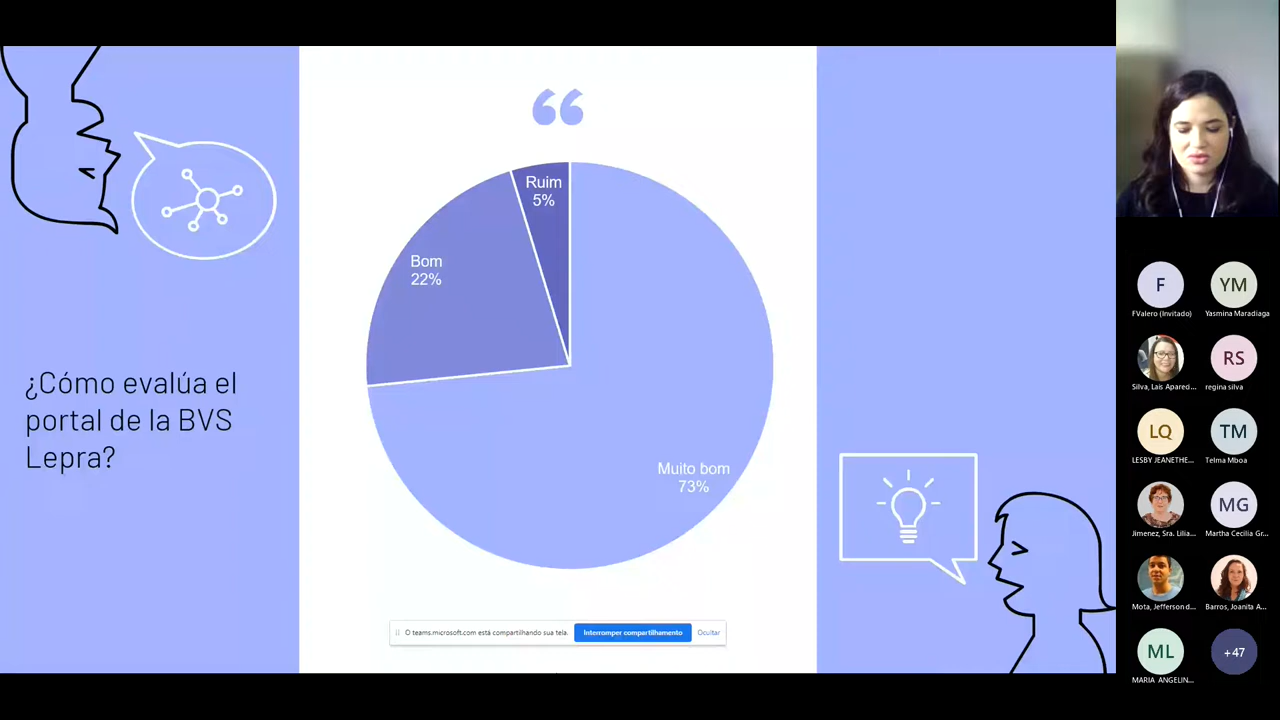 “
¿Cómo evalúa el
portal de la BVS
Lepra?
Ruim
5%
Bom
22%
Muito bom
73%
O teams.microsoft.com está compartilhando sua tela.
Interromper compartilhamento
Ocultar
F
YM
FValero (Invitado)
Yasmina Maradiaga
RS
Silva, Lais Apared...
regina silva
LQ
TM
LESBY JEANETHE...
Telma Mboa
MG
Jimenez, Sra. Lilia...
Martha Cecilia Gr...
Mota, Jefferson d...
Barros, Joanita A...
ML
+47
MARIA ANGELIN...